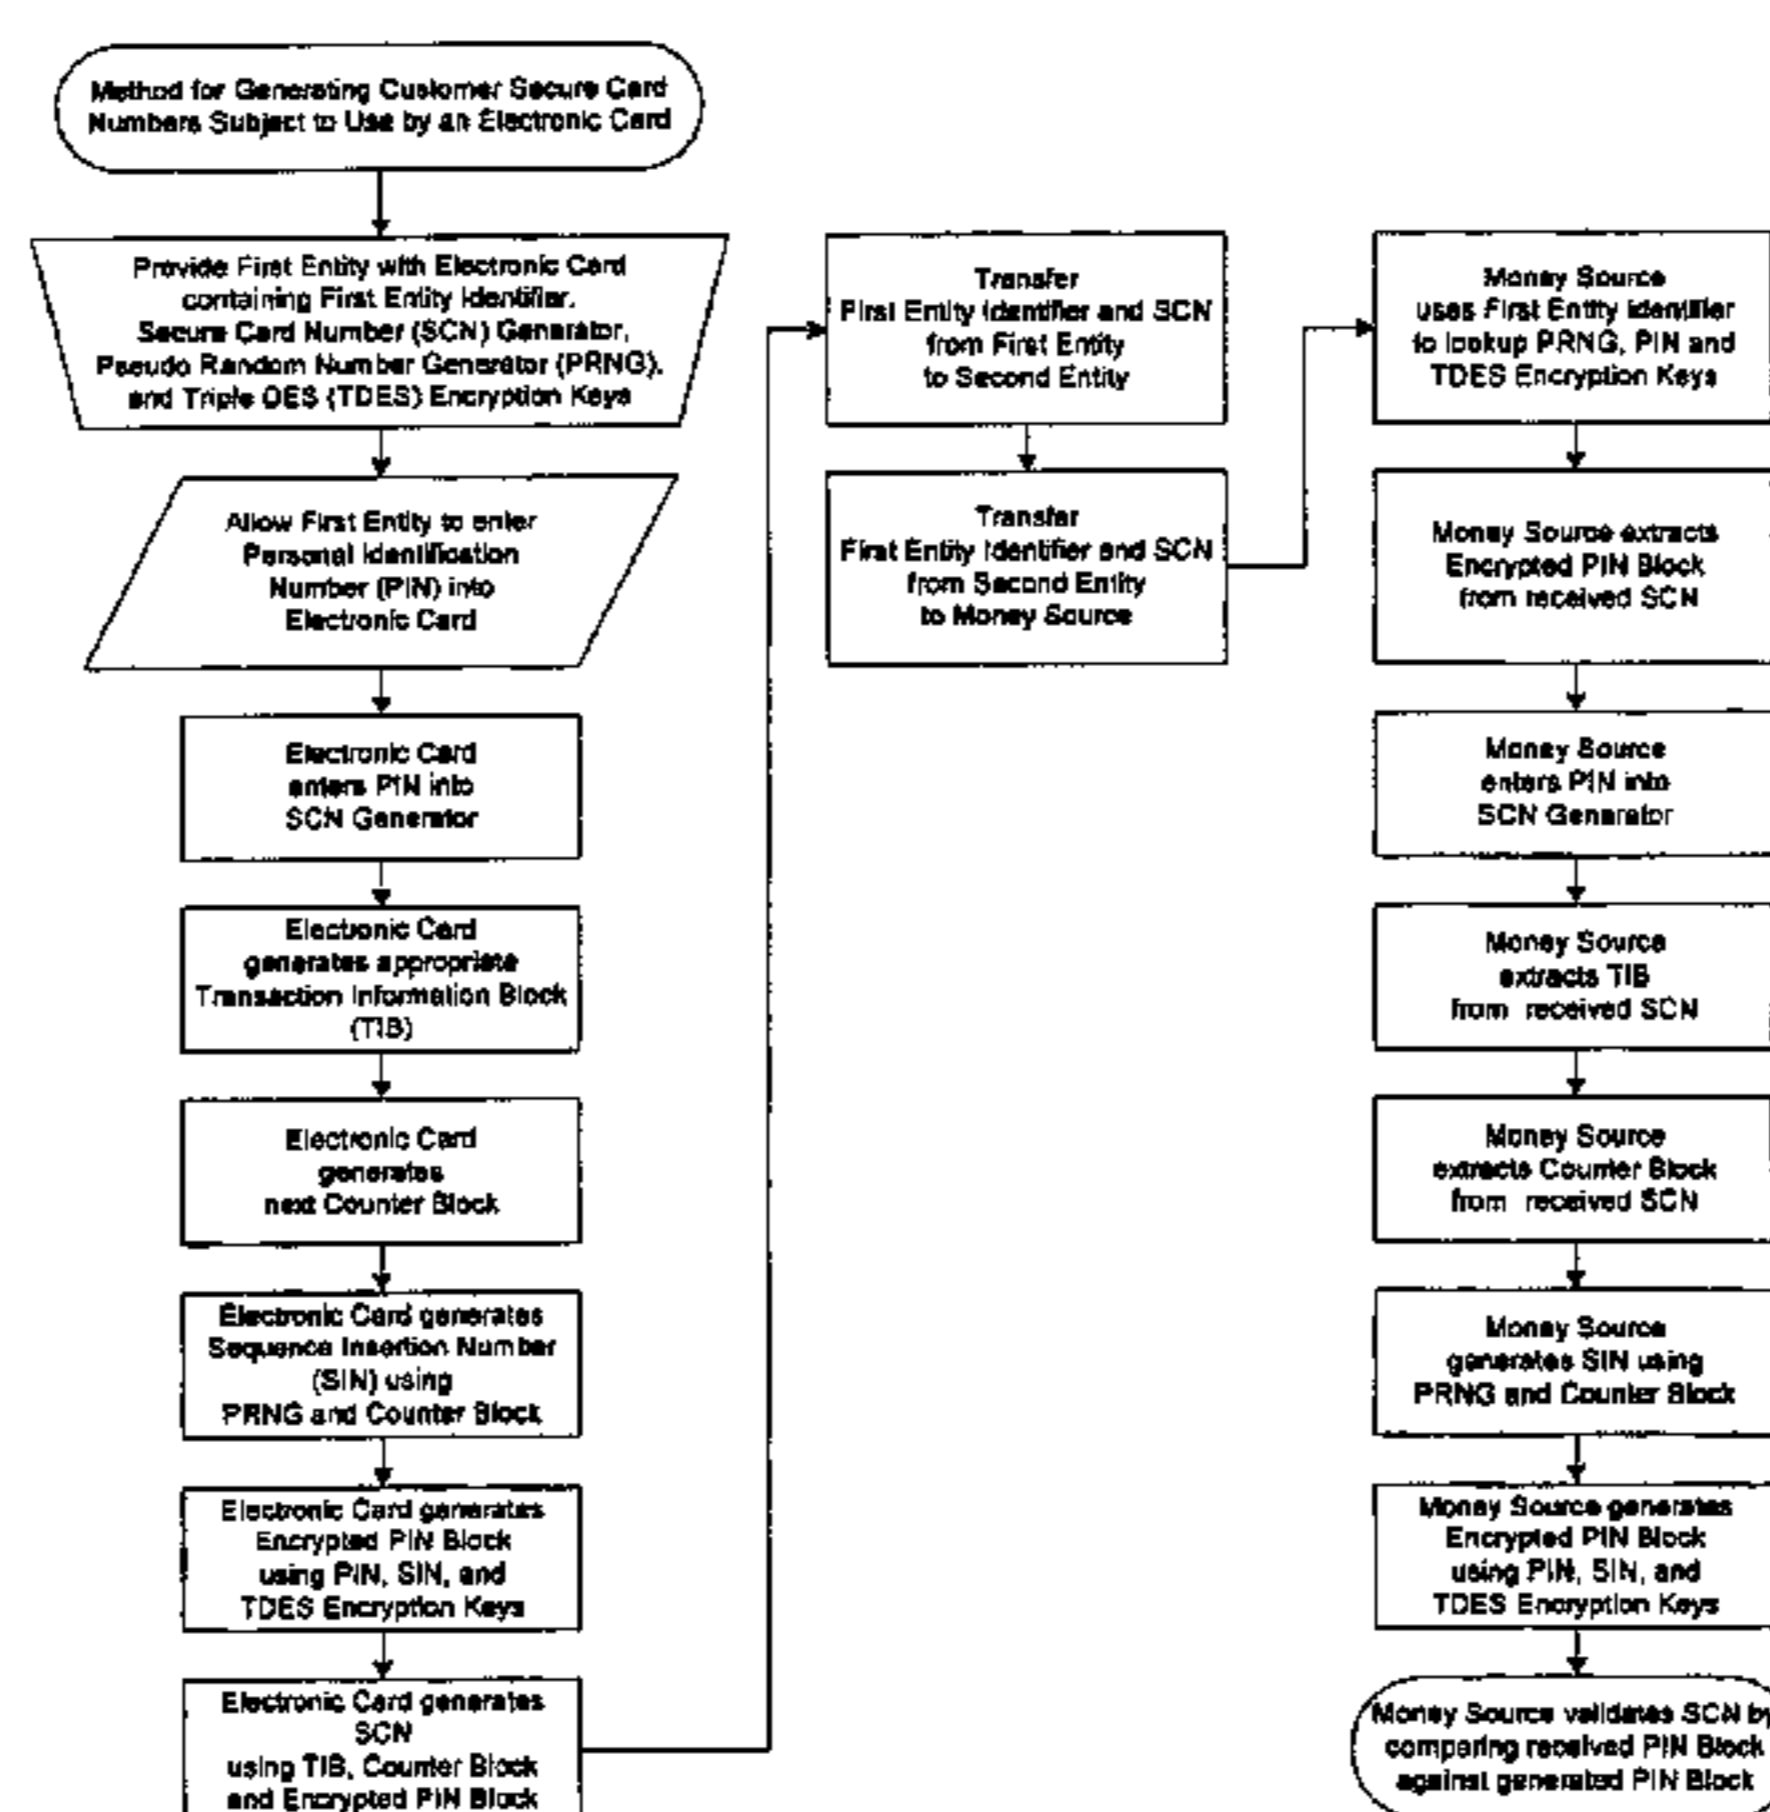 Method for Generating Customer Secure Card
Numbers Subject to Use by an Electronic Card
Provide First Entity with Electronic Card
containing First Entity Identifier,
Secure Card Number (SCN) Generator,
Pseudo Random Number Generator (PRNG),
and Triple DES (TDES) Encryption Keys
Allow First Entity to enter
Personal Identification
Number (PIN) into
Electronic Card
Electronic Card
enters PIN into
SCN Generator
Electronic Card
generates appropriate
Transaction Information Block
(TIB)
Electronic Card
generates
next Counter Block
Electronic Card generates
Sequence Insertion Number
(SIN) using
PRNG and Counter Block
Electronic Card generates
Encrypted PIN Block
using PIN, SIN, and
TDES Encryption Keys
Electronic Card generates
SCN
using TIB, Counter Block
and Encrypted PIN Block
Transfer
First Entity Identifier and SCN
from First Entity
to Second Entity
Transfer
First Entity Identifier and SCN
from Second Entity
to Money Source
Money Source
uses First Entity Identifier
to lookup PRNG, PIN and
TDES Encryption Keys
Money Source extracts
Encrypted PIN Block
from received SCN
Money Source
enters PIN into
SCN Generator
Money Source
extracts TIB
from received SCN
Money Source
extracts Counter Block
from received SCN
Money Source
generates SIN using
PRNG and Counter Block
Money Source generates
Encrypted PIN Block
using PIN, SIN, and
TDES Encryption Keys
Money Source validates SCN by
comparing received PIN Block
against generated PIN Block